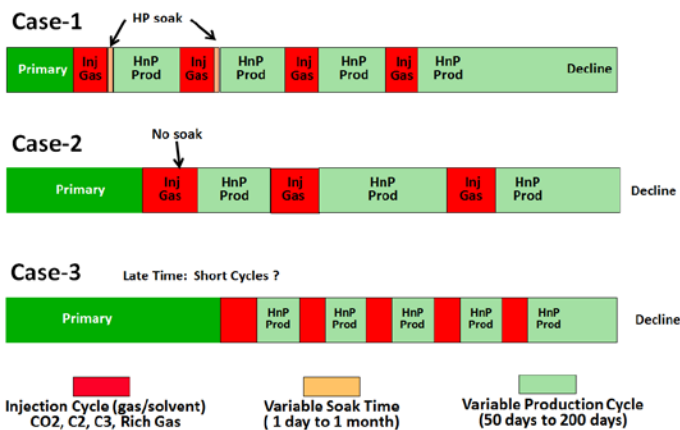 Case-1
HP soak
Primary
Inj
Gas
HnP
Prod
Inj
Gas
HnP
Prod
Inj
Gas
HnP
Prod
Inj
Gas
HnP
Prod
Decline
Case-2
No soak
Primary
Inj
Gas
HnP
Prod
Inj
Gas
HnP
Prod
Inj
Gas
HnP
Prod
Decline
Case-3
Late Time: Short Cycles ?
Primary
HnP
Prod
HnP
Prod
HnP
Prod
HnP
Prod
HnP
Prod
Decline
Injection Cycle (gas/solvent)
CO2, C2, C3, Rich Gas
Variable Soak Time
( 1 day to 1 month)
Variable Production Cycle
(50 days to 200 days)